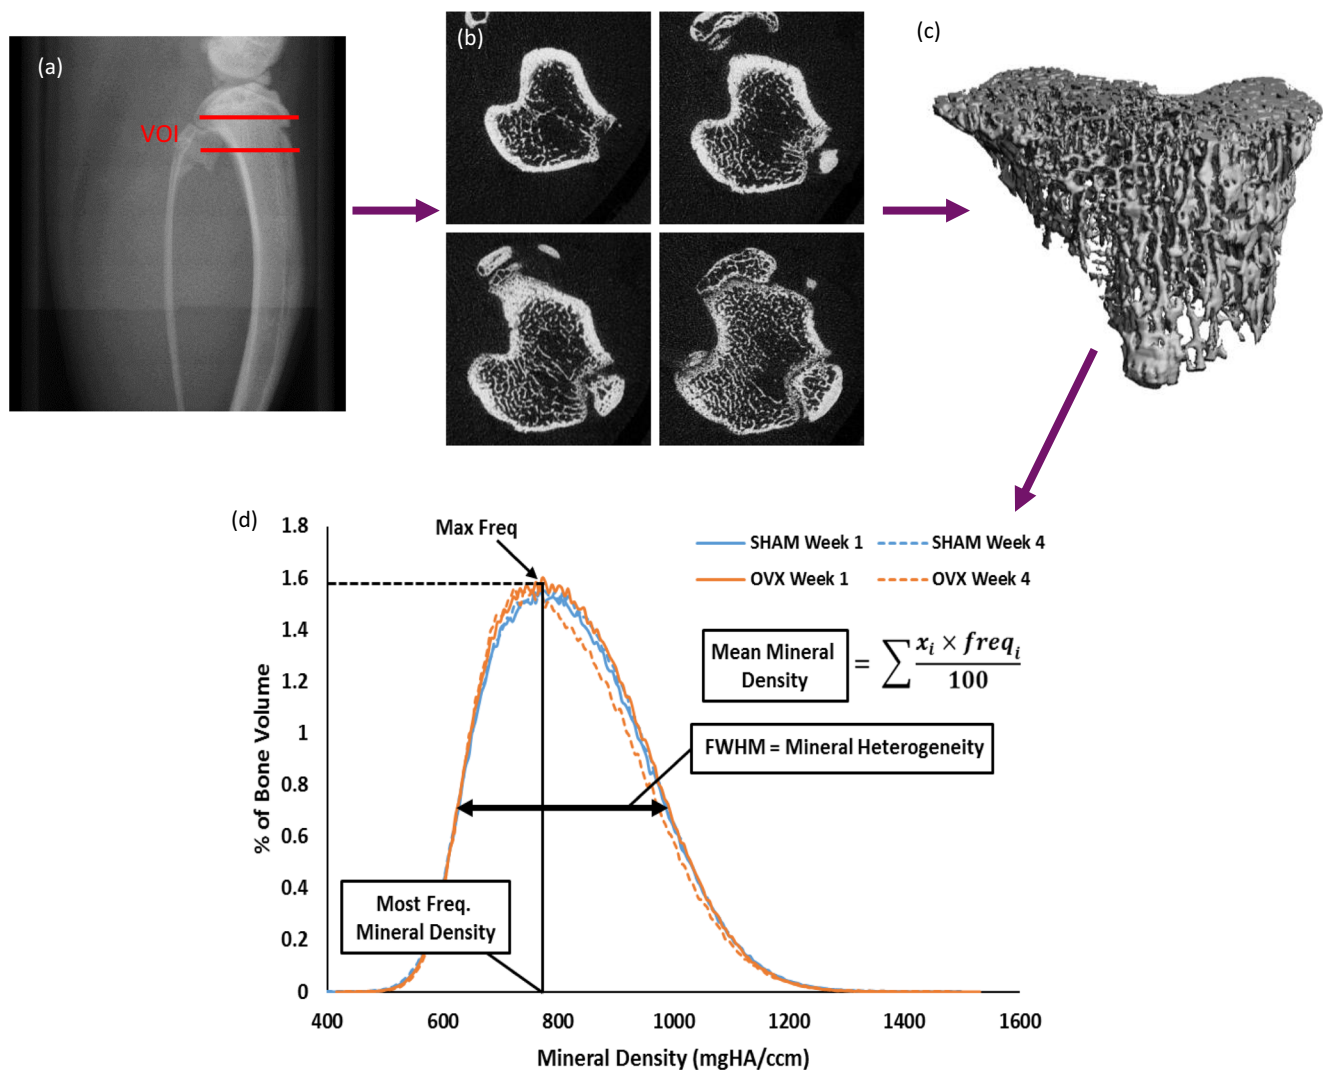 (a)
VOI
(b)
(c)
(d)
Max Freq
SHAM Week 1
SHAM Week 4
OVX Week 1
OVX Week 4
Mean Mineral
Density
= ∑ x_i × freq_i / 100
FWHM = Mineral Heterogeneity
Most Freq.
Mineral Density
% of Bone Volume
1.8
1.6
1.4
1.2
1
0.8
0.6
0.4
0.2
0
400 600 800 1000 1200 1400 1600
Mineral Density (mgHA/ccm)